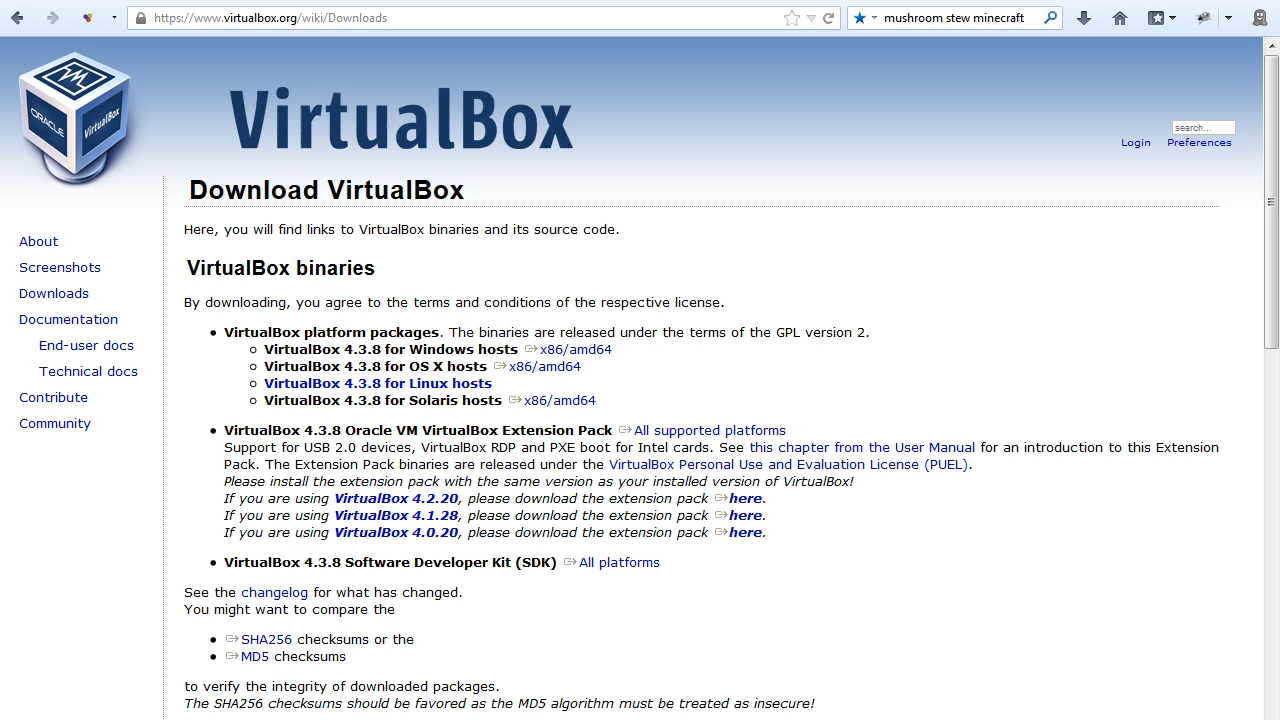 https://www.virtualbox.org/wiki/Downloads
mushroom stew minecraft
ORACLE
VirtualBox
VirtualBox
search...
Login Preferences
Download VirtualBox
Here, you will find links to VirtualBox binaries and its source code.
About
Screenshots
Downloads
Documentation
End-user docs
Technical docs
Contribute
Community
VirtualBox binaries
By downloading, you agree to the terms and conditions of the respective license.
VirtualBox platform packages. The binaries are released under the terms of the GPL version 2.
VirtualBox 4.3.8 for Windows hosts x86/amd64
VirtualBox 4.3.8 for OS X hosts x86/amd64
VirtualBox 4.3.8 for Linux hosts
VirtualBox 4.3.8 for Solaris hosts x86/amd64
VirtualBox 4.3.8 Oracle VM VirtualBox Extension Pack All supported platforms
Support for USB 2.0 devices, VirtualBox RDP and PXE boot for Intel cards. See this chapter from the User Manual for an introduction to this Extension
Pack. The Extension Pack binaries are released under the VirtualBox Personal Use and Evaluation License (PUEL).
Please install the extension pack with the same version as your installed version of VirtualBox!
If you are using VirtualBox 4.2.20, please download the extension pack here.
If you are using VirtualBox 4.1.28, please download the extension pack here.
If you are using VirtualBox 4.0.20, please download the extension pack here.
VirtualBox 4.3.8 Software Developer Kit (SDK) All platforms
See the changelog for what has changed.
You might want to compare the
SHA256 checksums or the
MD5 checksums
to verify the integrity of downloaded packages.
The SHA256 checksums should be favored as the MD5 algorithm must be treated as insecure!